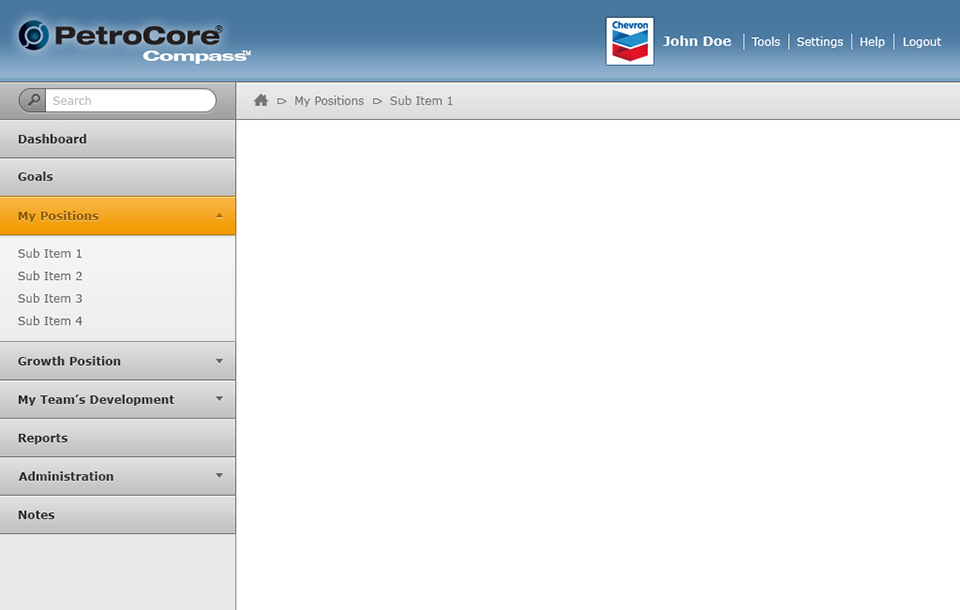 PetroCore®
Compass™
Chevron
John Doe
Tools
Settings
Help
Logout
Search
My Positions
Sub Item 1
Dashboard
Goals
My Positions
Sub Item 1
Sub Item 2
Sub Item 3
Sub Item 4
Growth Position
My Team’s Development
Reports
Administration
Notes